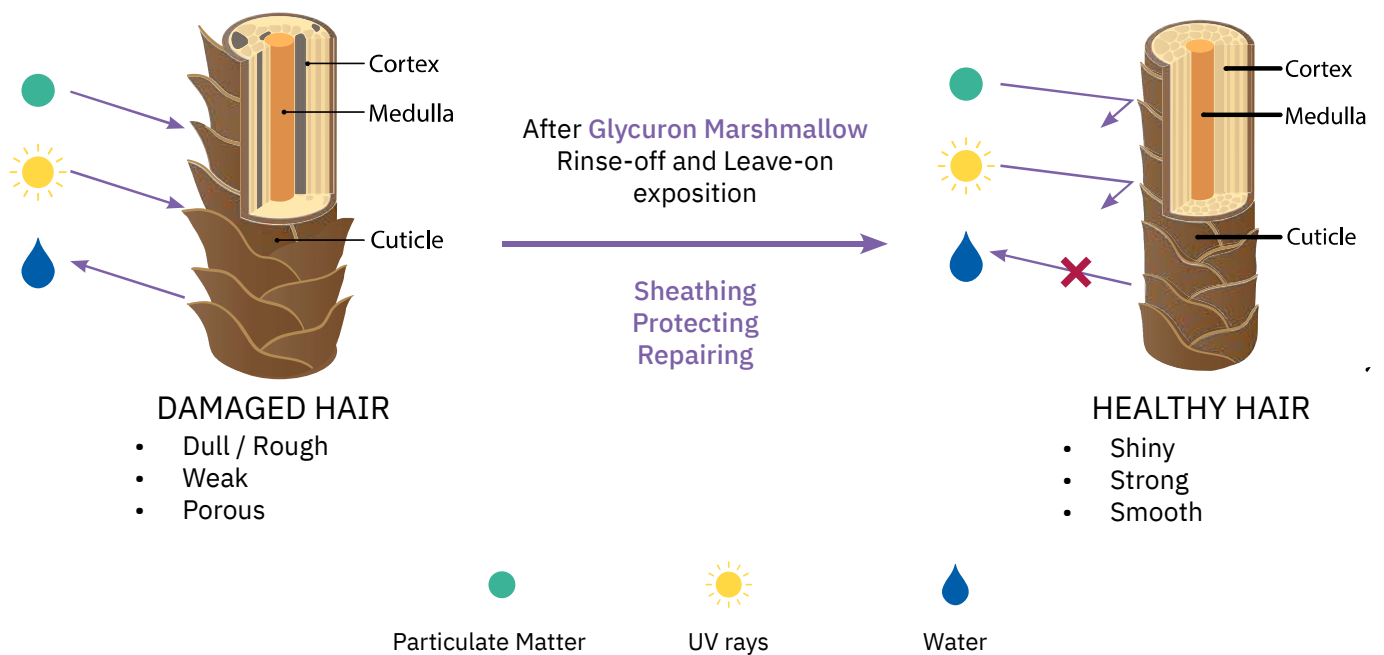 Cortex
Medulla
Cuticle
After Glycuron Marshmallow
Rinse-off and Leave-on
exposition
Sheathing
Protecting
Repairing
Cortex
Medulla
Cuticle
DAMAGED HAIR
• Dull / Rough
• Weak
• Porous
HEALTHY HAIR
• Shiny
• Strong
• Smooth
Particulate Matter
UV rays
Water